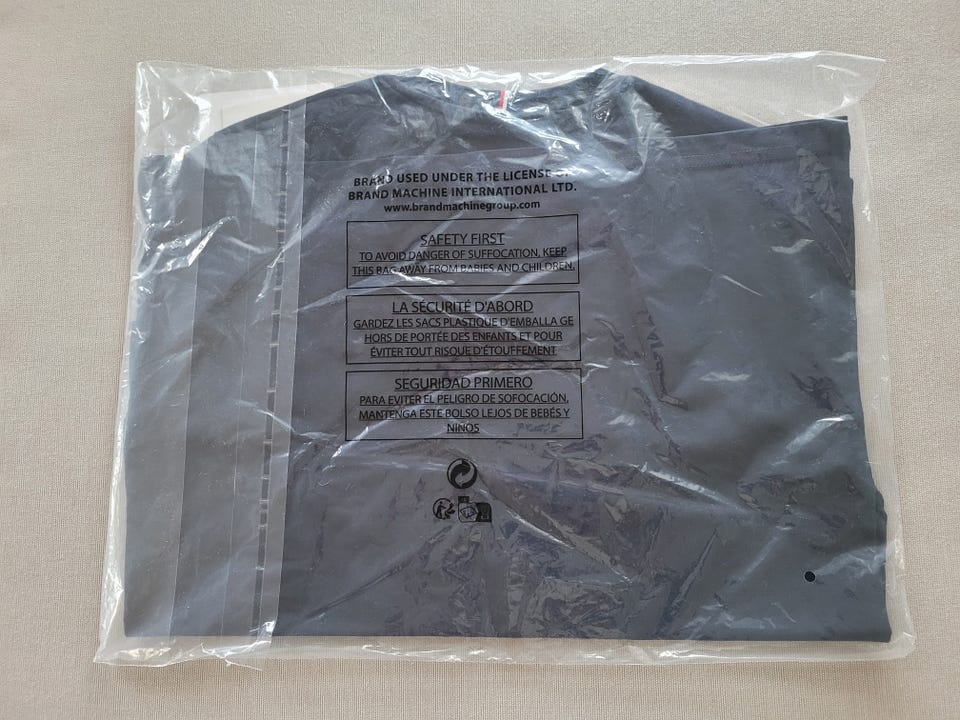 BRAND USED UNDER THE LICENSE OF
BRAND MACHINE INTERNATIONAL LTD.
www.brandmachinegroup.com
SAFETY FIRST
TO AVOID DANGER OF SUFFOCATION, KEEP
THIS BAG AWAY FROM BABIES AND CHILDREN.
LA SÉCURITÉ D'ABORD
GARDEZ LES SACS PLASTIQUE D'EMBALLA GE
HORS DE PORTÉE DES ENFANTS ET POUR
ÉVITER TOUT RISQUE D'ÉTOUFFEMENT
SEGURIDAD PRIMERO
PARA EVITER EL PELIGRO DE SOFOCACIÓN,
MANTENGA ESTE BOLSO LEJOS DE BEBÉS Y
NIÑOS